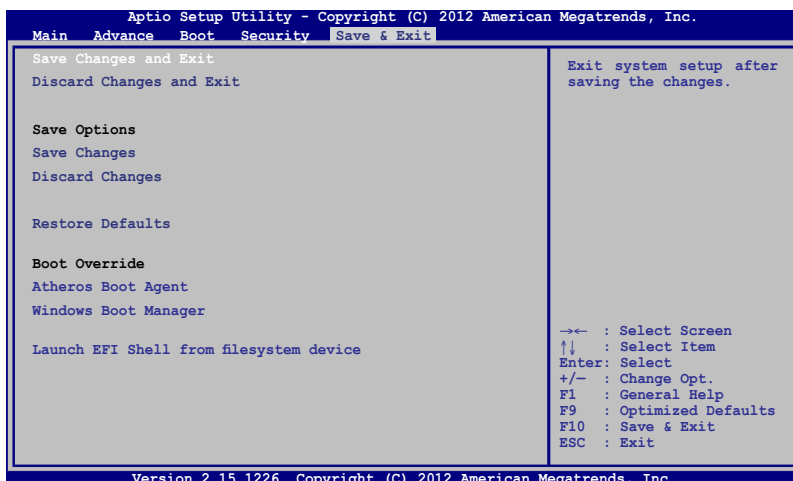 Aptio Setup Utility - Copyright (C) 2012 American Megatrends, Inc.
Main Advance Boot Security Save & Exit
Save Changes and Exit
Discard Changes and Exit
Save Options
Save Changes
Discard Changes
Restore Defaults
Boot Override
Atheros Boot Agent
Windows Boot Manager
Launch EFI Shell from filesystem device
Exit system setup after
saving the changes.
→← : Select Screen
↑↓ : Select Item
Enter: Select
+/— : Change Opt.
F1 : General Help
F9 : Optimized Defaults
F10 : Save & Exit
ESC : Exit
Version 2.15.1226. Copyright (C) 2012 American Megatrends, Inc.